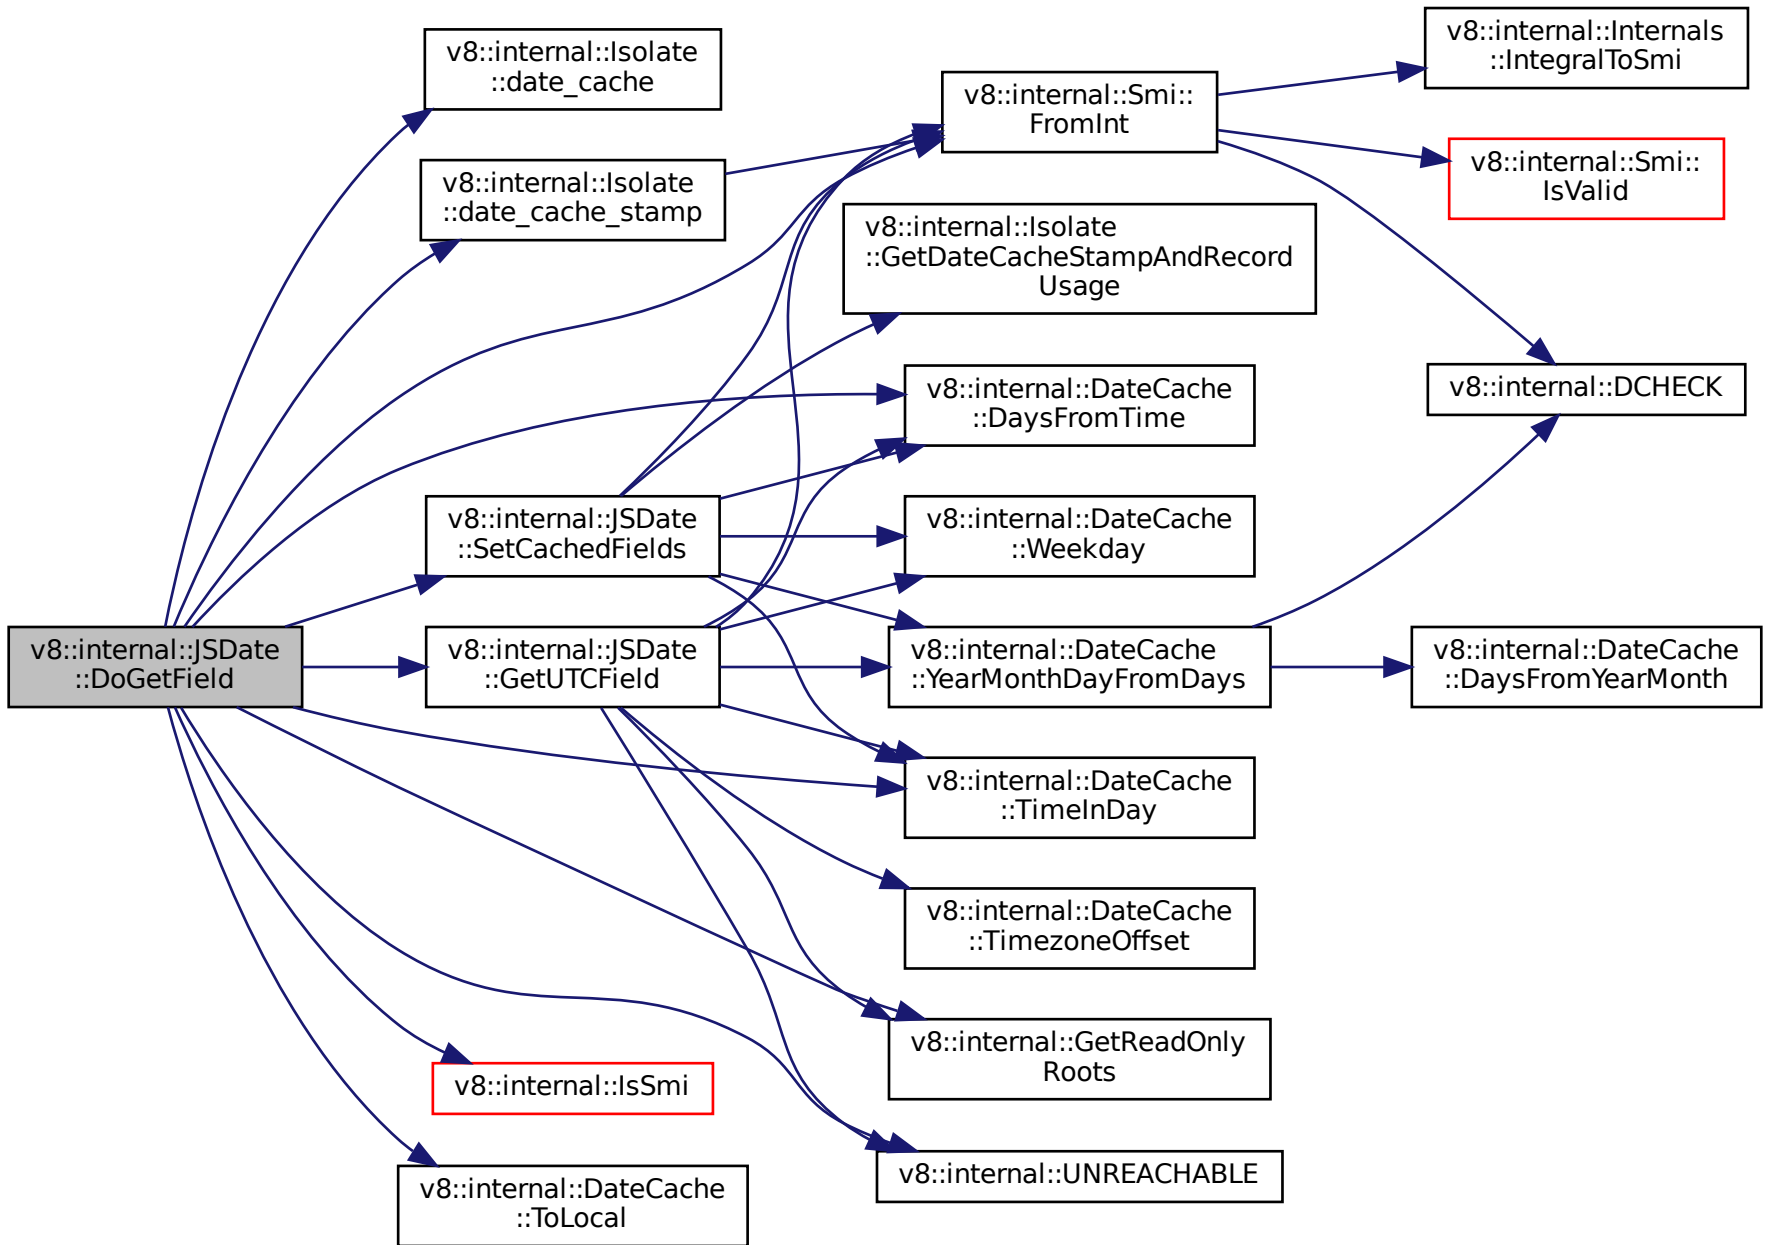 v8::internal::JSDate
::DoGetField
v8::internal::Isolate
::date_cache
v8::internal::Isolate
::date_cache_stamp
v8::internal::JSDate
::SetCachedFields
v8::internal::JSDate
::GetUTCField
v8::internal::IsSmi
v8::internal::DateCache
::ToLocal
v8::internal::Smi::
FromInt
v8::internal::Isolate
::GetDateCacheStampAndRecord
Usage
v8::internal::DateCache
::DaysFromTime
v8::internal::DateCache
::Weekday
v8::internal::DateCache
::YearMonthDayFromDays
v8::internal::DateCache
::TimeInDay
v8::internal::DateCache
::TimezoneOffset
v8::internal::GetReadOnly
Roots
v8::internal::UNREACHABLE
v8::internal::Internals
::IntegralToSmi
v8::internal::Smi::
IsValid
v8::internal::DCHECK
v8::internal::DateCache
::DaysFromYearMonth